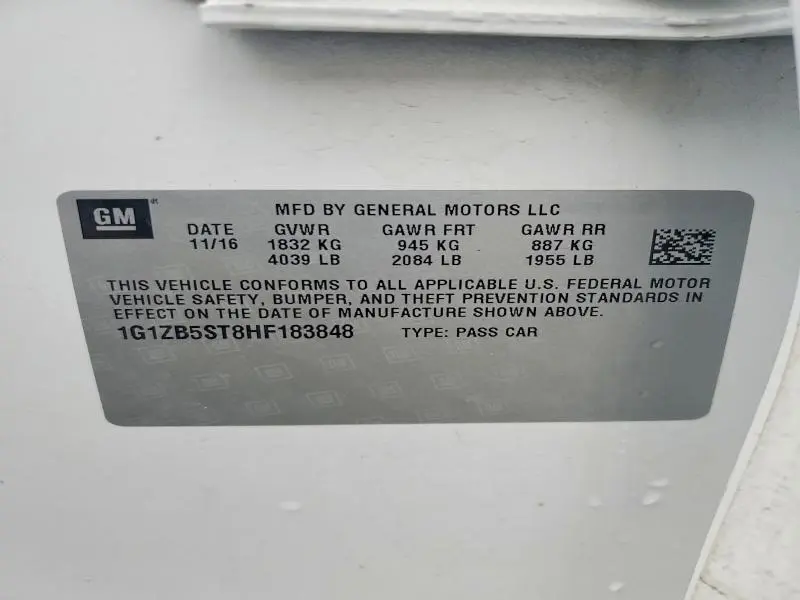 GM
MFD BY GENERAL MOTORS LLC
DATE GVWR GAWR FRT GAWR RR
11/16 1832 KG 945 KG 887 KG
4039 LB 2084 LB 1955 LB
THIS VEHICLE CONFORMS TO ALL APPLICABLE U.S. FEDERAL MOTOR
VEHICLE SAFETY, BUMPER, AND THEFT PREVENTION STANDARDS IN
EFFECT ON THE DATE OF MANUFACTURE SHOWN ABOVE.
1G1ZB5ST8HF183848 TYPE: PASS CAR